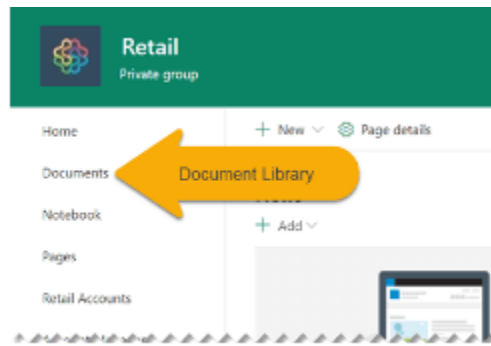 Retail
Private group
Home
+ New
Page details
Documents
Document Library
Notebook
+ Add
Pages
Retail Accounts